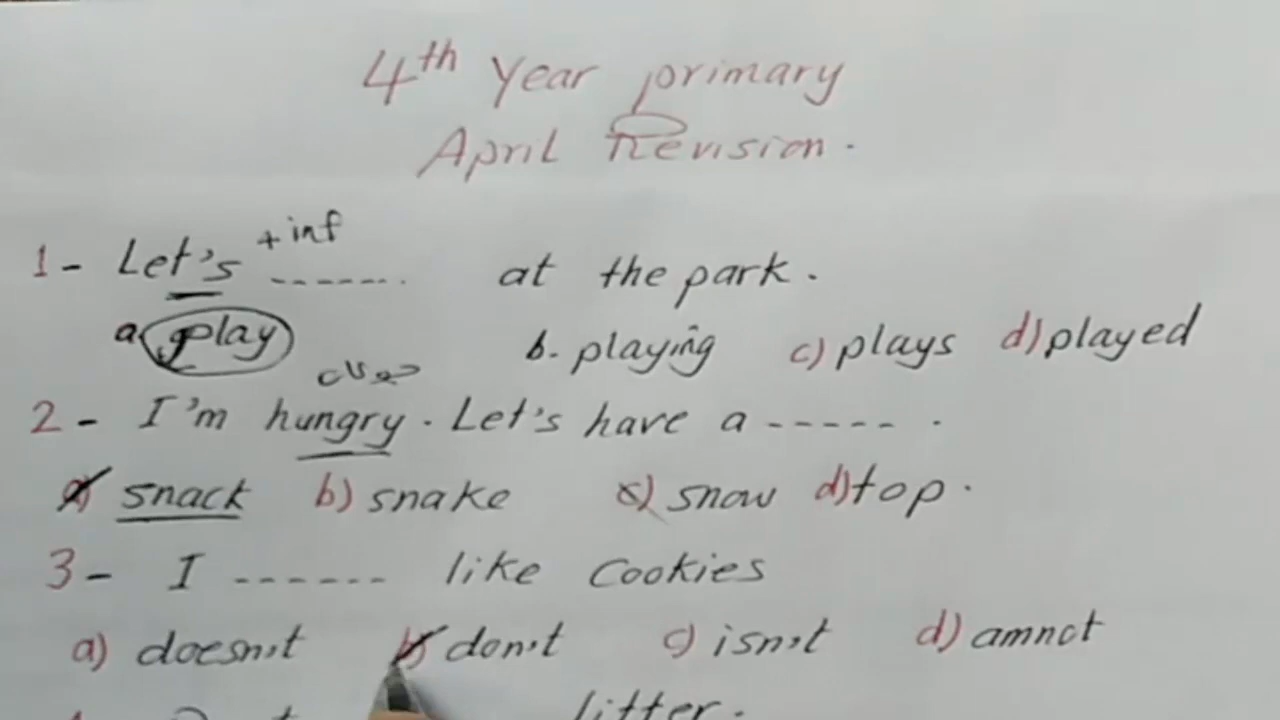 4th Year primary
April Revision.
+ inf
1- Let's ------ at the park.
a. play b. playing c) plays d) played
2- I'm hungry. Let's have a ----- .
a) snack b) snake c) snow d) top.
3- I ------ like Cookies
a) doesn't b) don't c) isn't d) amnot
litter.